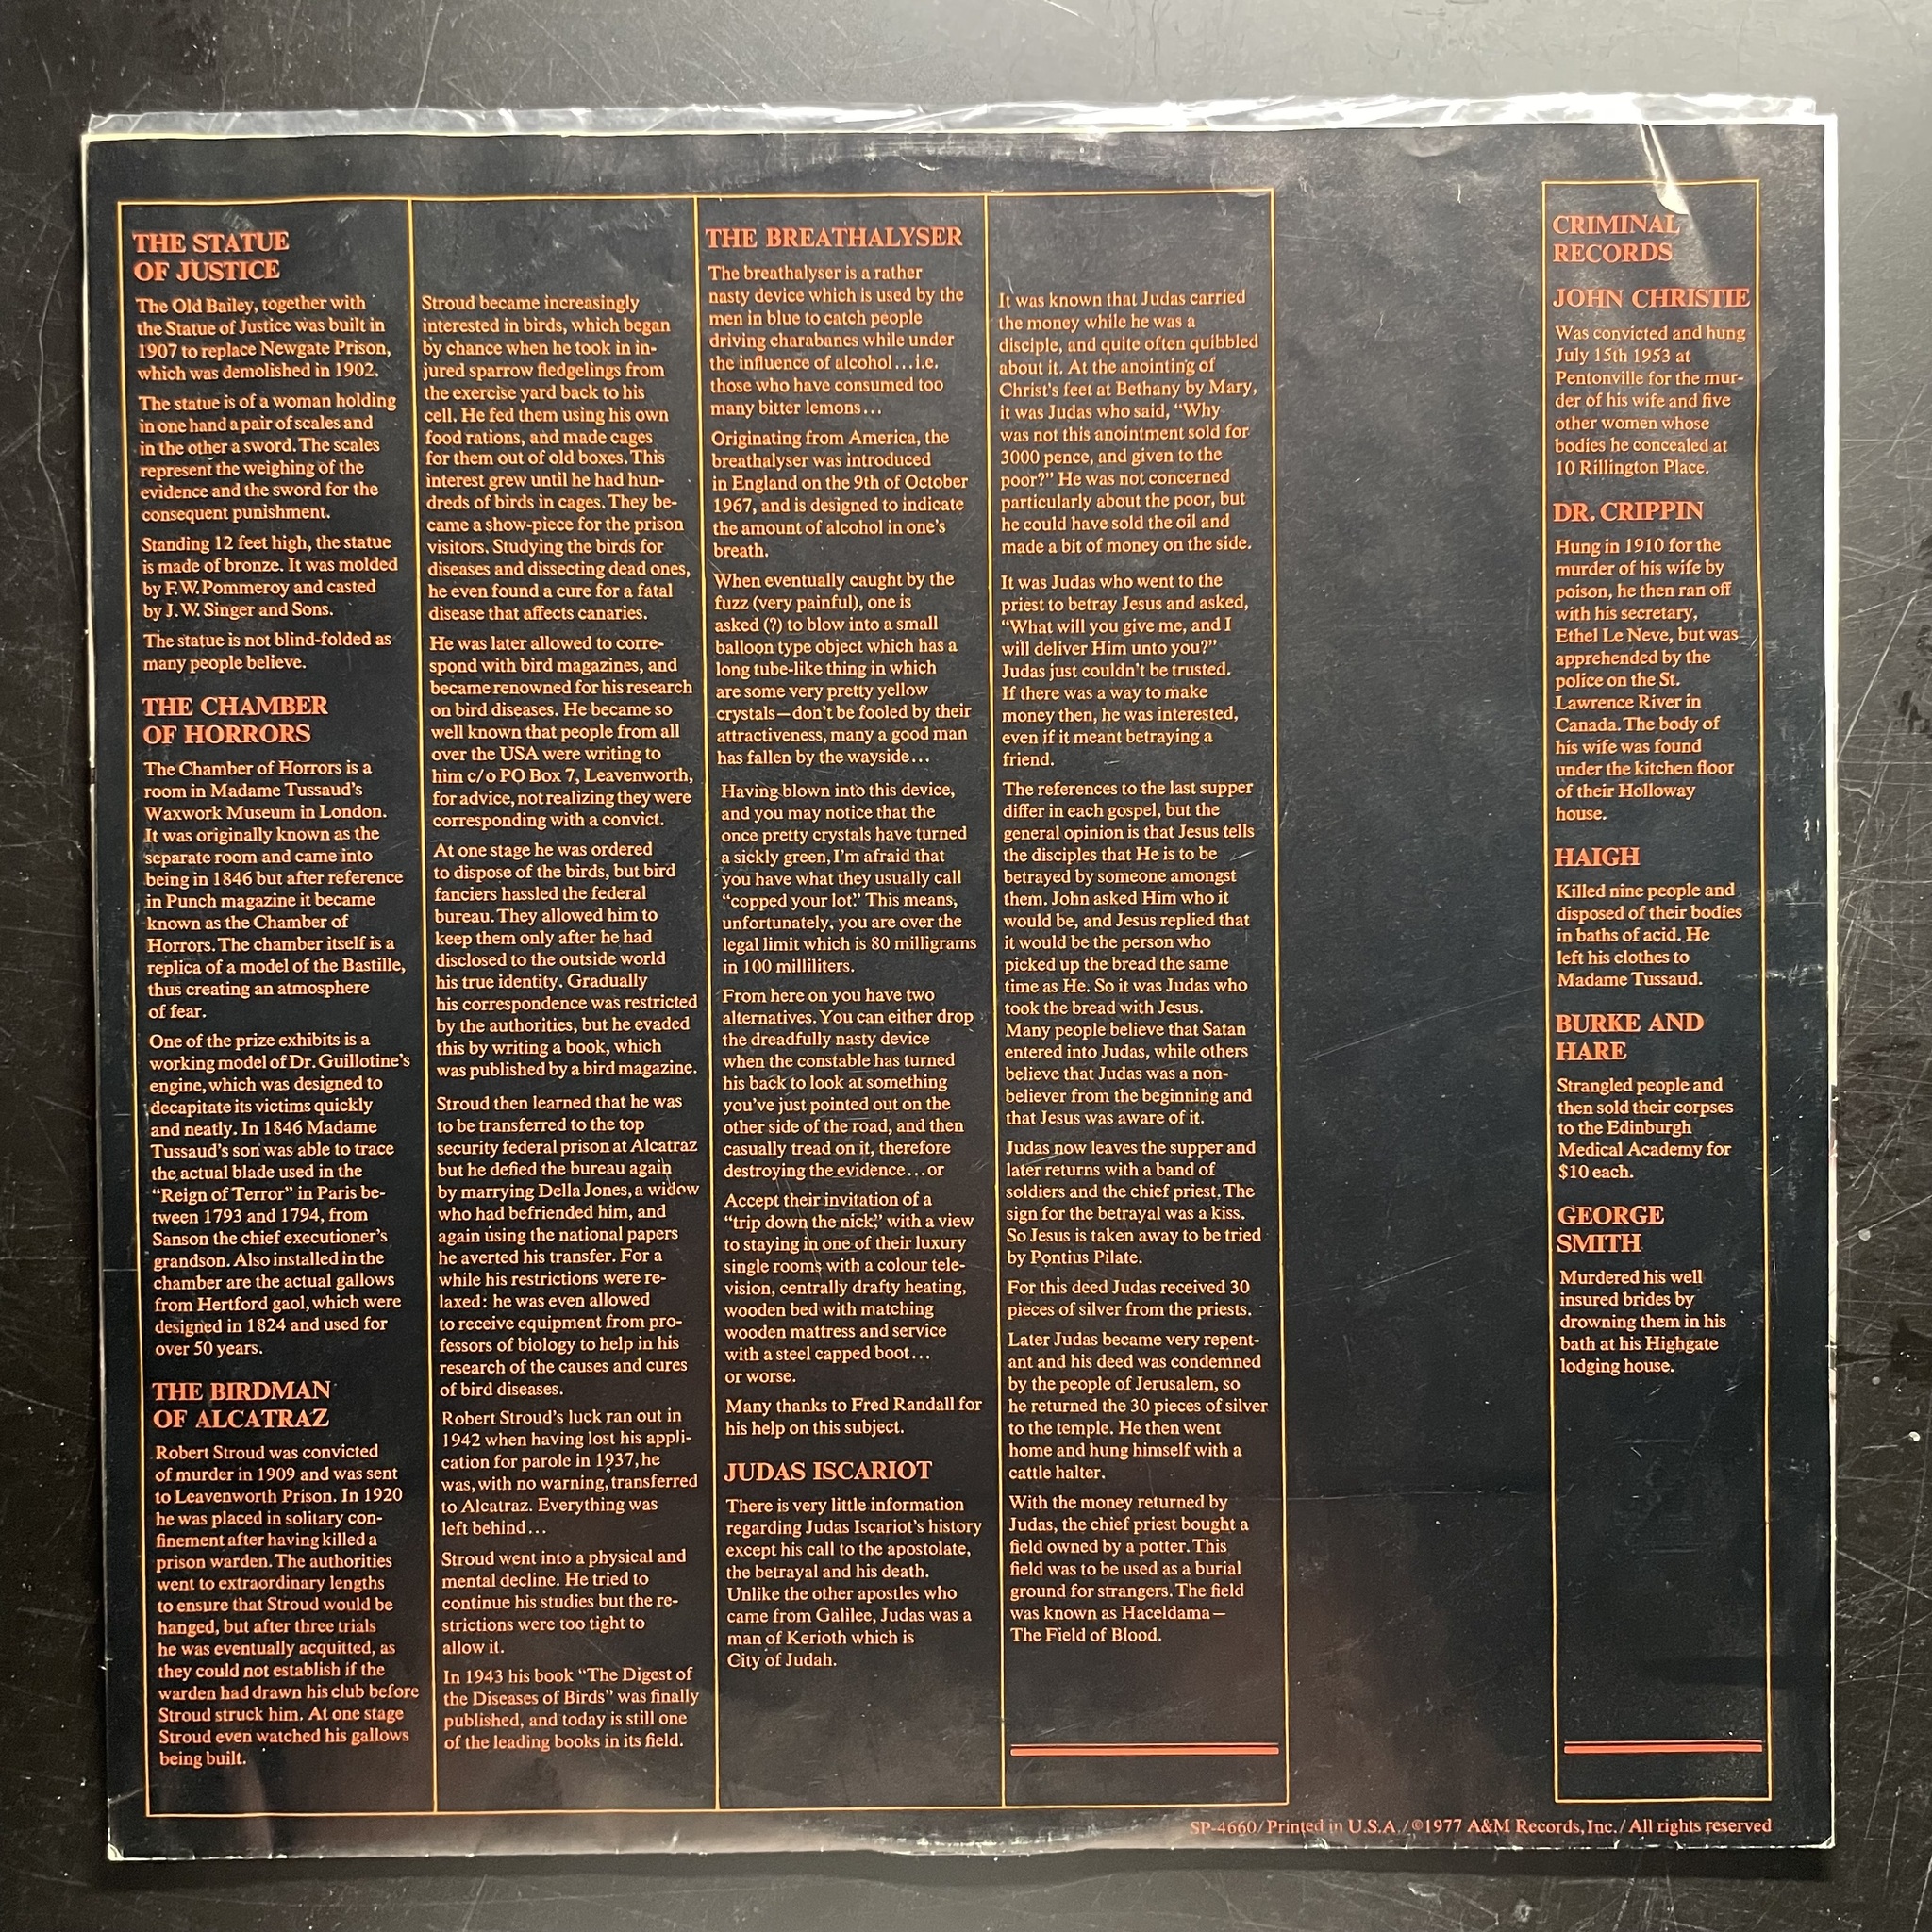 THE STATUE
OF JUSTICE
The Old Bailey, together with
the Statue of Justice was built in
1907 to replace Newgate Prison,
which was demolished in 1902.
The statue is of a woman holding
in one hand a pair of scales and
in the other a sword. The scales
represent the weighing of the
evidence and the sword for the
consequent punishment.
Standing 12 feet high, the statue
is made of bronze. It was molded
by F.W. Pommeroy and casted
by J. W. Singer and Sons.
The statue is not blind-folded as
many people believe.
THE CHAMBER
OF HORRORS
The Chamber of Horrors is a
room in Madame Tussaud's
Waxwork Museum in London.
It was originally known as the
separate room and came into
being in 1846 but after reference
in Punch magazine it became
known as the Chamber of
Horrors. The chamber itself is a
replica of a model of the Bastille,
thus creating an atmosphere
of fear.
One of the prize exhibits is a
working model of Dr. Guillotine's
engine, which was designed to
decapitate its victims quickly
and neatly. In 1846 Madame
Tussaud's son was able to trace
the actual blade used in the
"Reign of Terror" in Paris be-
tween 1793 and 1794, from
Sanson the chief executioner's
grandson. Also installed in the
chamber are the actual gallows
from Hertford gaol, which were
designed in 1824 and used for
over 50 years.
THE BIRDMAN
OF ALCATRAZ
Robert Stroud was convicted
of murder in 1909 and was sent
to Leavenworth Prison. In 1920
he was placed in solitary con-
finement after having killed a
prison warden. The authorities
went to extraordinary lengths
to ensure that Stroud would be
hanged, but after three trials
he was eventually acquitted, as
they could not establish if the
warden had drawn his club before
Stroud struck him. At one stage
Stroud even watched his gallows
being built.
Stroud became increasingly
interested in birds, which began
by chance when he took in in-
jured sparrow fledgelings from
the exercise yard back to his
cell. He fed them using his own
food rations, and made cages
for them out of old boxes. This
interest grew until he had hun-
dreds of birds in cages. They be-
came a show-piece for the prison
visitors. Studying the birds for
diseases and dissecting dead ones,
he even found a cure for a fatal
disease that affects canaries.
He was later allowed to corre-
spond with bird magazines, and
became renowned for his research
on bird diseases. He became so
well known that people from all
over the USA were writing to
him c/o PO Box 7, Leavenworth,
for advice, not realizing they were
corresponding with a convict.
At one stage he was ordered
to dispose of the birds, but bird
fanciers hassled the federal
bureau. They allowed him to
keep them only after he had
disclosed to the outside world
his true identity. Gradually
his correspondence was restricted
by the authorities, but he evaded
this by writing a book, which
was published by a bird magazine.
Stroud then learned that he was
to be transferred to the top
security federal prison at Alcatraz
but he defied the bureau again
by marrying Della Jones, a widow
who had befriended him, and
again using the national papers
he averted his transfer. For a
while his restrictions were re-
laxed: he was even allowed
to receive equipment from pro-
fessors of biology to help in his
research of the causes and cures
of bird diseases.
Robert Stroud's luck ran out in
1942 when having lost his appli-
cation for parole in 1937, he
was, with no warning, transferred
to Alcatraz. Everything was
left behind...
Stroud went into a physical and
mental decline. He tried to
continue his studies but the re-
strictions were too tight to
allow it.
In 1943 his book "The Digest of
the Diseases of Birds" was finally
published, and today is still one
of the leading books in its field.
THE BREATHALYSER
The breathalyser is a rather
nasty device which is used by the
men in blue to catch people
driving charabancs while under
the influence of alcohol...i.e.
those who have consumed too
many bitter lemons...
Originating from America, the
breathalyser was introduced
in England on the 9th of October
1967, and is designed to indicate
the amount of alcohol in one's
breath.
When eventually caught by the
fuzz (very painful), one is
asked (?) to blow into a small
balloon type object which has a
long tube-like thing in which
are some very pretty yellow
crystals—don't be fooled by their
attractiveness, many a good man
has fallen by the wayside...
Having blown into this device,
and you may notice that the
once pretty crystals have turned
a sickly green, I'm afraid that
you have what they usually call
"copped your lot." This means,
unfortunately, you are over the
legal limit which is 80 milligrams
in 100 milliliters.
From here on you have two
alternatives. You can either drop
the dreadfully nasty device
when the constable has turned
his back to look at something
you've just pointed out on the
other side of the road, and then
casually tread on it, therefore
destroying the evidence...or
Accept their invitation of a
"trip down the nick," with a view
to staying in one of their luxury
single rooms with a colour tele-
vision, centrally drafty heating,
wooden bed with matching
wooden mattress and service
with a steel capped boot...
or worse.
Many thanks to Fred Randall for
his help on this subject.
JUDAS ISCARIOT
There is very little information
regarding Judas Iscariot's history
except his call to the apostolate,
the betrayal and his death.
Unlike the other apostles who
came from Galilee, Judas was a
man of Kerioth which is
City of Judah.
It was known that Judas carried
the money while he was a
disciple, and quite often quibbled
about it. At the anointing of
Christ's feet at Bethany by Mary,
it was Judas who said, "Why
was not this anointment sold for
3000 pence, and given to the
poor?" He was not concerned
particularly about the poor, but
he could have sold the oil and
made a bit of money on the side.
It was Judas who went to the
priest to betray Jesus and asked,
"What will you give me, and I
will deliver Him unto you?"
Judas just couldn't be trusted.
If there was a way to make
money then, he was interested,
even if it meant betraying a
friend.
The references to the last supper
differ in each gospel, but the
general opinion is that Jesus tells
the disciples that He is to be
betrayed by someone amongst
them. John asked Him who it
would be, and Jesus replied that
it would be the person who
picked up the bread the same
time as He. So it was Judas who
took the bread with Jesus.
Many people believe that Satan
entered into Judas, while others
believe that Judas was a non-
believer from the beginning and
that Jesus was aware of it.
Judas now leaves the supper and
later returns with a band of
soldiers and the chief priest. The
sign for the betrayal was a kiss.
So Jesus is taken away to be tried
by Pontius Pilate.
For this deed Judas received 30
pieces of silver from the priests.
Later Judas became very repent-
ant and his deed was condemned
by the people of Jerusalem, so
he returned the 30 pieces of silver
to the temple. He then went
home and hung himself with a
cattle halter.
With the money returned by
Judas, the chief priest bought a
field owned by a potter. This
field was to be used as a burial
ground for strangers. The field
was known as Haceldama—
The Field of Blood.
CRIMINAL
RECORDS
JOHN CHRISTIE
Was convicted and hung
July 15th 1953 at
Pentonville for the mur-
der of his wife and five
other women whose
bodies he concealed at
10 Rillington Place.
DR. CRIPPIN
Hung in 1910 for the
murder of his wife by
poison, he then ran off
with his secretary,
Ethel Le Neve, but was
apprehended by the
police on the St.
Lawrence River in
Canada. The body of
his wife was found
under the kitchen floor
of their Holloway
house.
HAIGH
Killed nine people and
disposed of their bodies
in baths of acid. He
left his clothes to
Madame Tussaud.
BURKE AND
HARE
Strangled people and
then sold their corpses
to the Edinburgh
Medical Academy for
$10 each.
GEORGE
SMITH
Murdered his well
insured brides by
drowning them in his
bath at his Highgate
lodging house.
SP-4660/Printed in U.S.A./©1977 A&M Records, Inc./All rights reserved